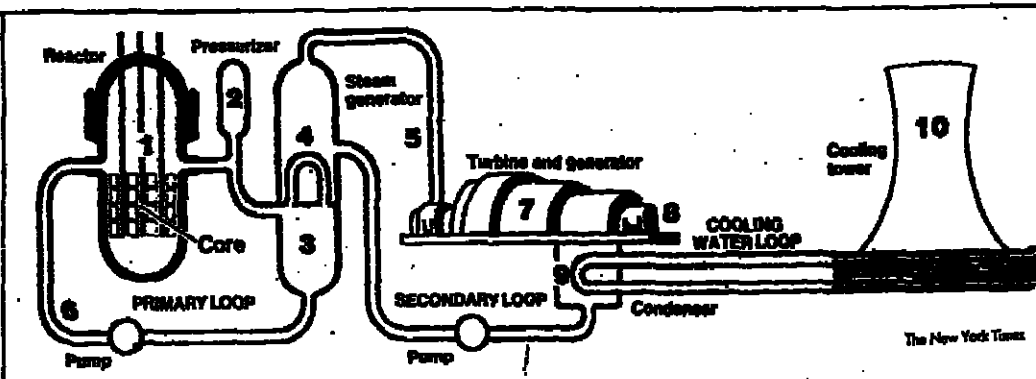 Reactor
Pressurizer
2
Steam
generator
1
4
5
10
Cooling
tower
Turbine and generator
7
8
Core
3
COOLING
WATER LOOP
9
6
PRIMARY LOOP
SECONDARY LOOP
Condenser
Pump
Pump
The New York Times